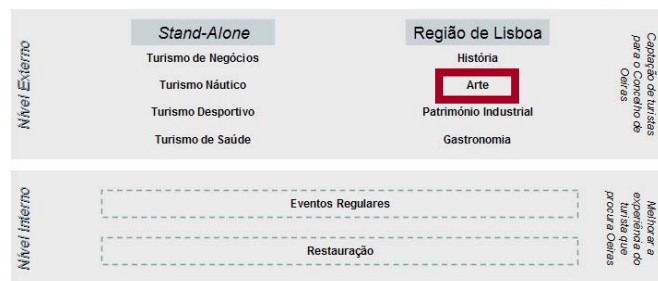 Nível Externo
Stand-Alone
Turismo de Negócios
Turismo Náutico
Turismo Desportivo
Turismo de Saúde
Região de Lisboa
História
Arte
Património Industrial
Gastronomia
Captação de turistas
para o Concelho de
Oeiras
Nível Interno
Eventos Regulares
Restauração
Melhorar a
experiência do
turista que
procura Oeiras